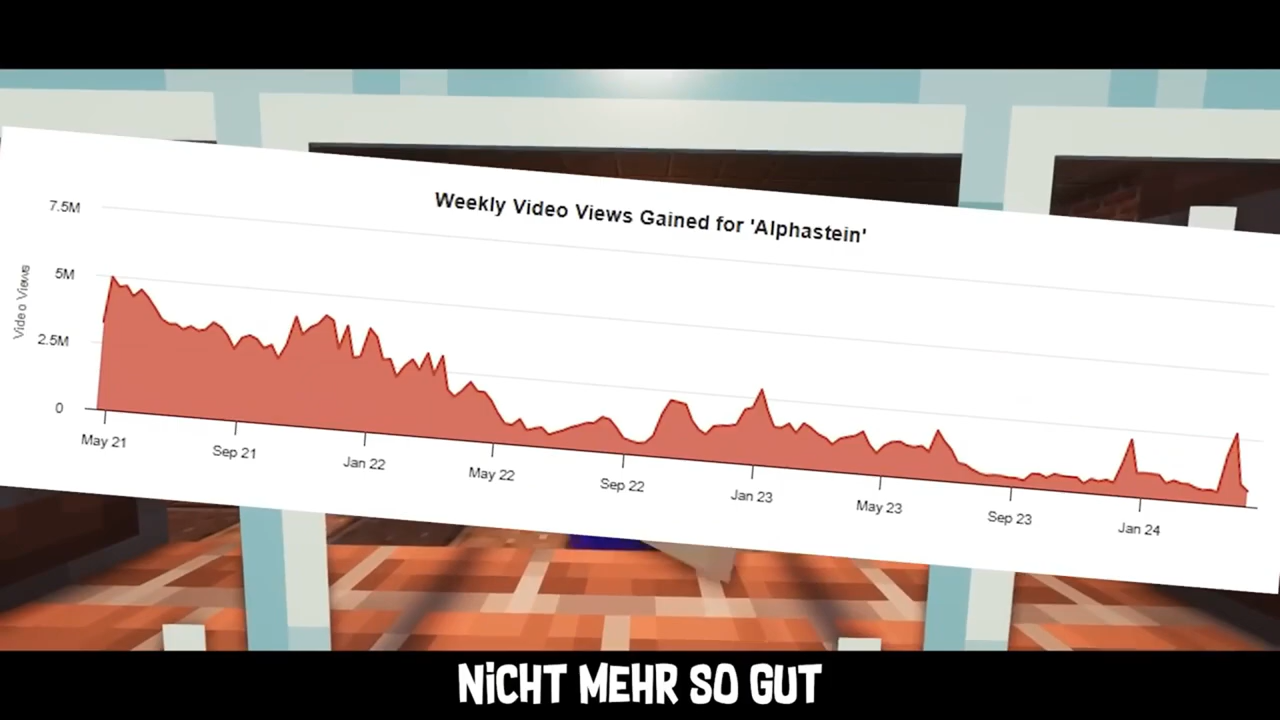 Weekly Video Views Gained for 'Alphastein'
7.5M
5M
2.5M
0
Video Views
May 21
Sep 21
Jan 22
May 22
Sep 22
Jan 23
May 23
Sep 23
Jan 24
NiCHT MEHR SO GUT